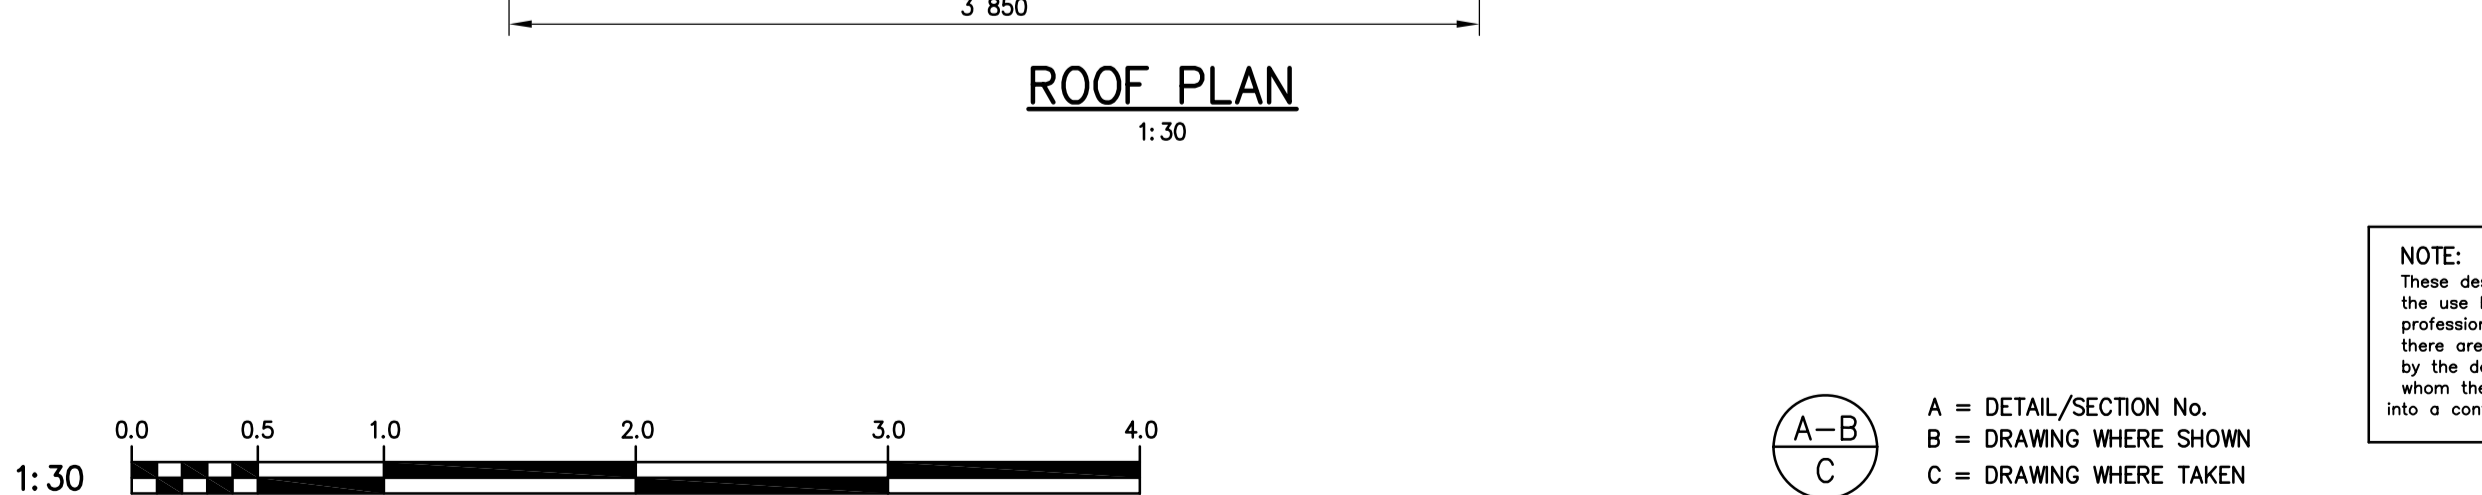 3 850
ROOF PLAN
1:30
NOTE:
These
the use
there are
by the
whom
into a
0.0 0.5 1.0 2.0 3.0 4.0
1:30
A-B
C
A = DETAIL/SECTION No.
B = DRAWING WHERE SHOWN
C = DRAWING WHERE TAKEN